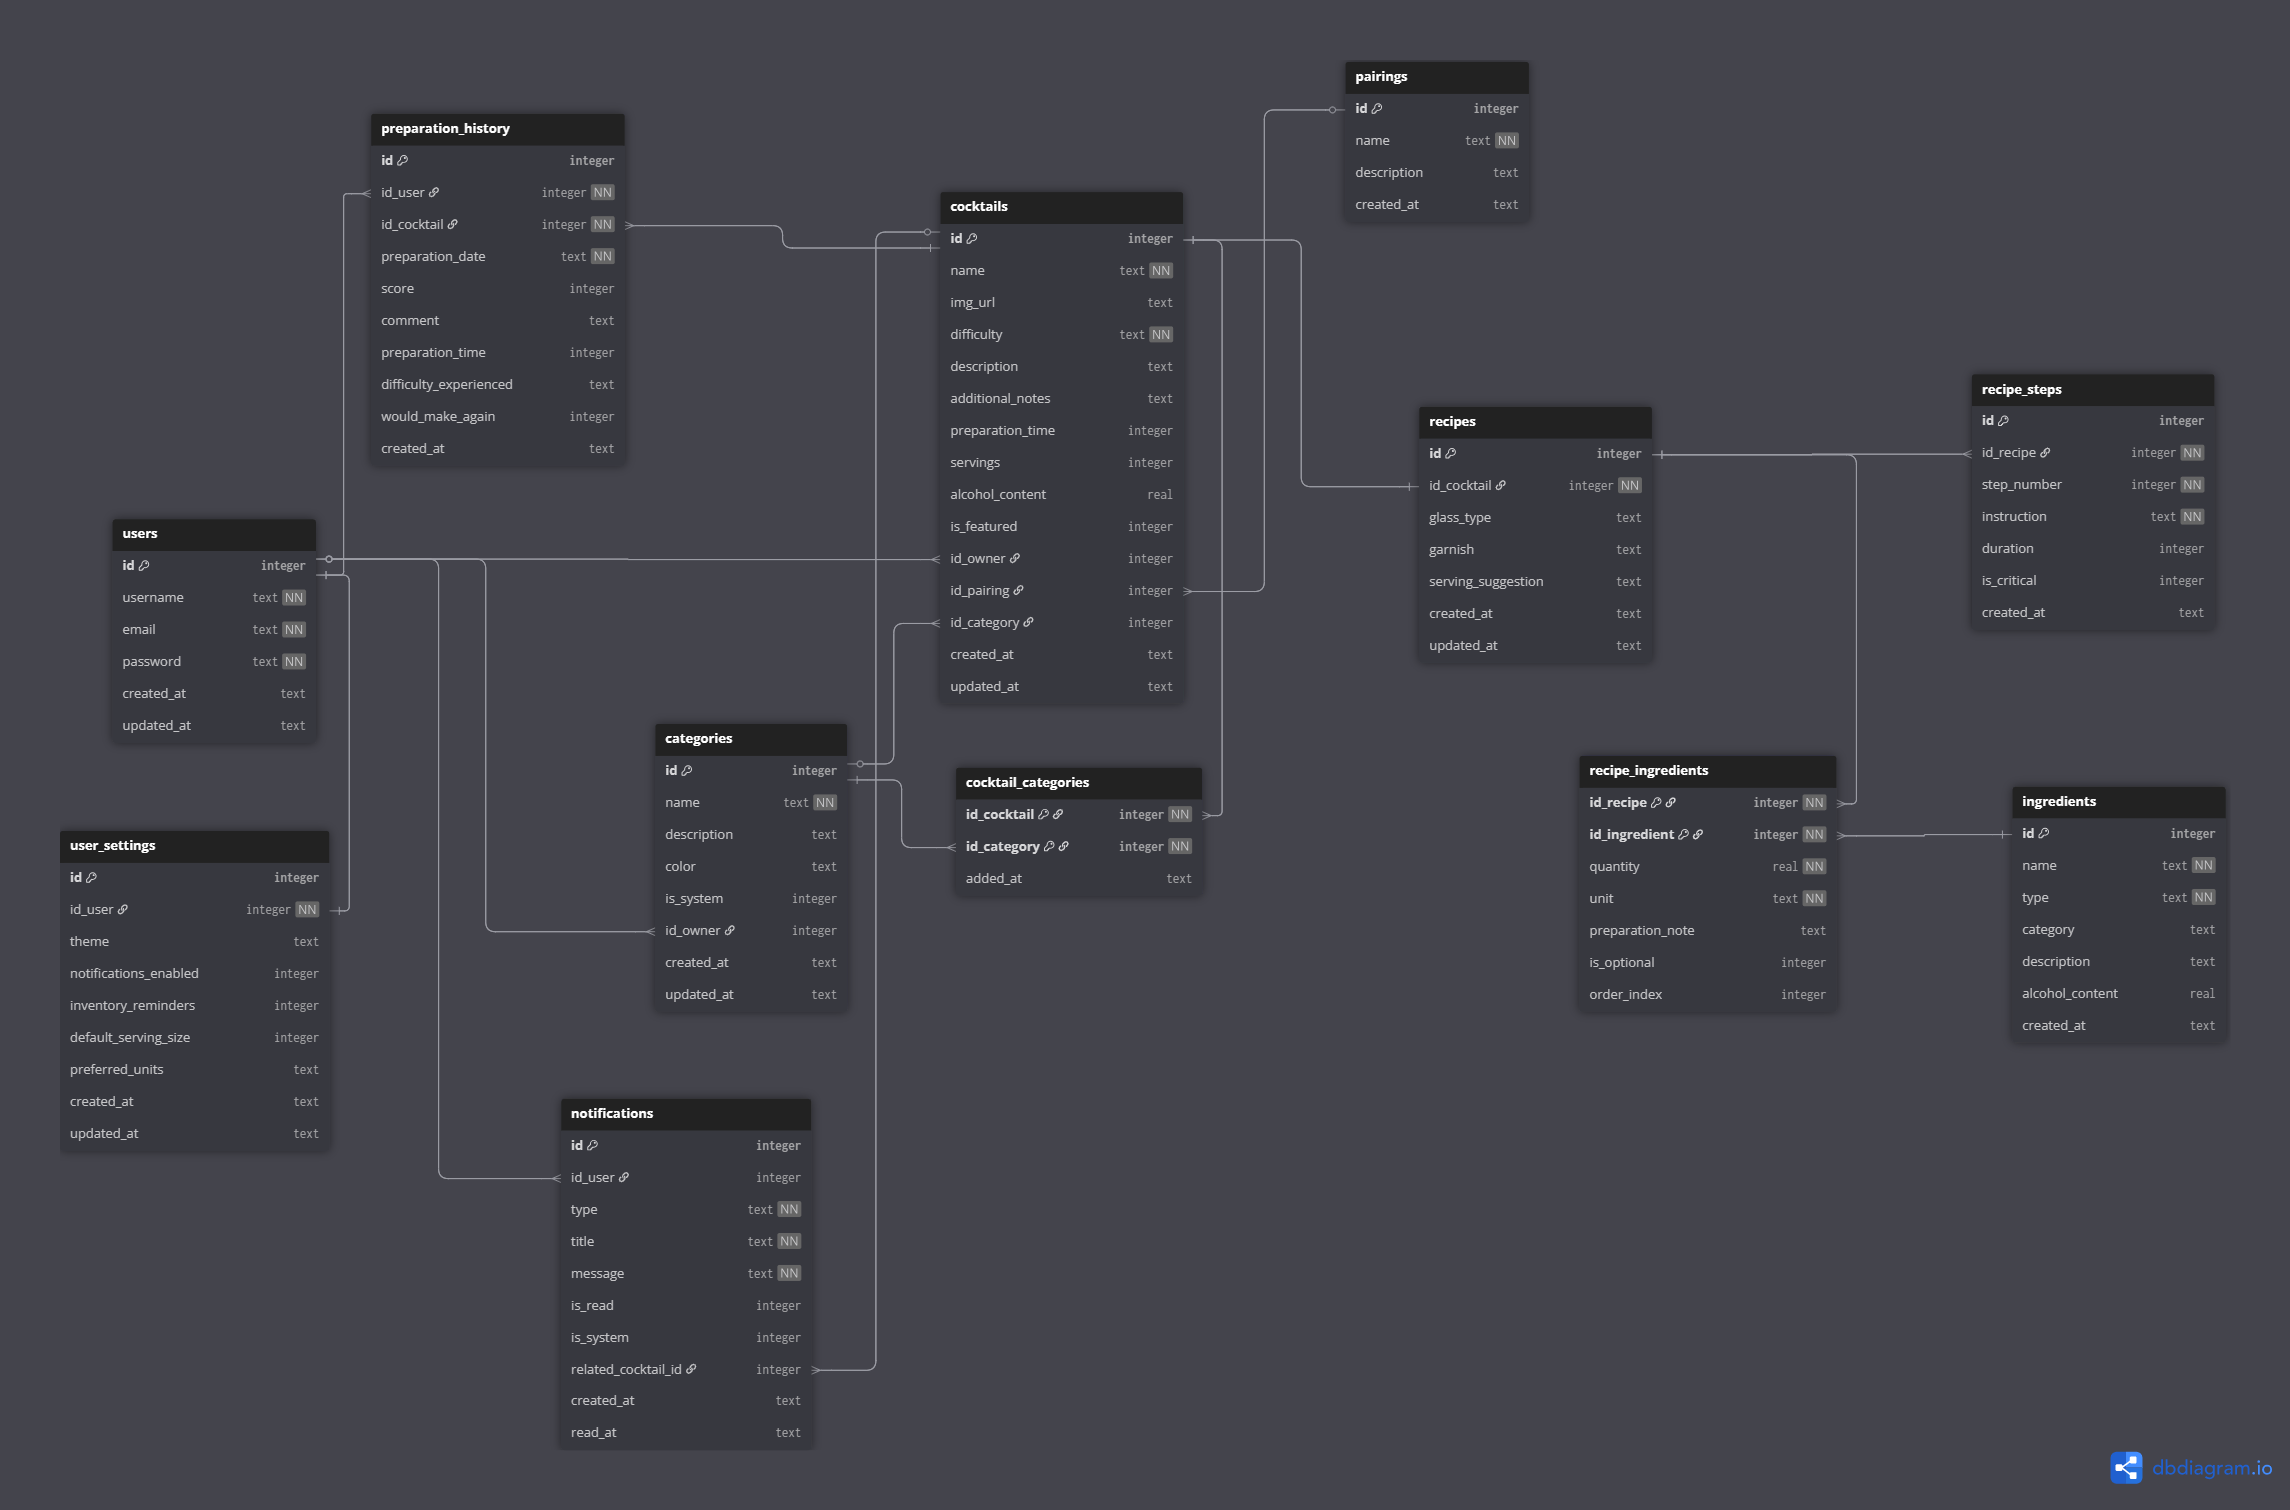 pairings
id integer
name text NN
description text
created_at text
preparation_history
id integer
id_user integer NN
id_cocktail integer NN
preparation_date text NN
score integer
comment text
preparation_time integer
difficulty_experienced text
would_make_again integer
created_at text
cocktails
id integer
name text NN
img_url text
difficulty text NN
description text
additional_notes text
preparation_time integer
servings integer
alcohol_content real
is_featured integer
id_owner integer
id_pairing integer
id_category integer
created_at text
updated_at text
recipes
id integer
id_cocktail integer NN
glass_type text
garnish text
serving_suggestion text
created_at text
updated_at text
recipe_steps
id integer
id_recipe integer NN
step_number integer NN
instruction text NN
duration integer
is_critical integer
created_at text
users
id integer
username text NN
email text NN
password text NN
created_at text
updated_at text
categories
id integer
name text NN
description text
color text
is_system integer
id_owner integer
created_at text
updated_at text
cocktail_categories
id_cocktail integer NN
id_category integer NN
added_at text
recipe_ingredients
id_recipe integer NN
id_ingredient integer NN
quantity real NN
unit text NN
preparation_note text
is_optional integer
order_index integer
ingredients
id integer
name text NN
type text NN
category text
description text
alcohol_content real
created_at text
user_settings
id integer
id_user integer NN
theme text
notifications_enabled integer
inventory_reminders integer
default_serving_size integer
preferred_units text
created_at text
updated_at text
notifications
id integer
id_user integer
type text NN
title text NN
message text NN
is_read integer
is_system integer
related_cocktail_id integer
created_at text
read_at text
dbdiagram.io